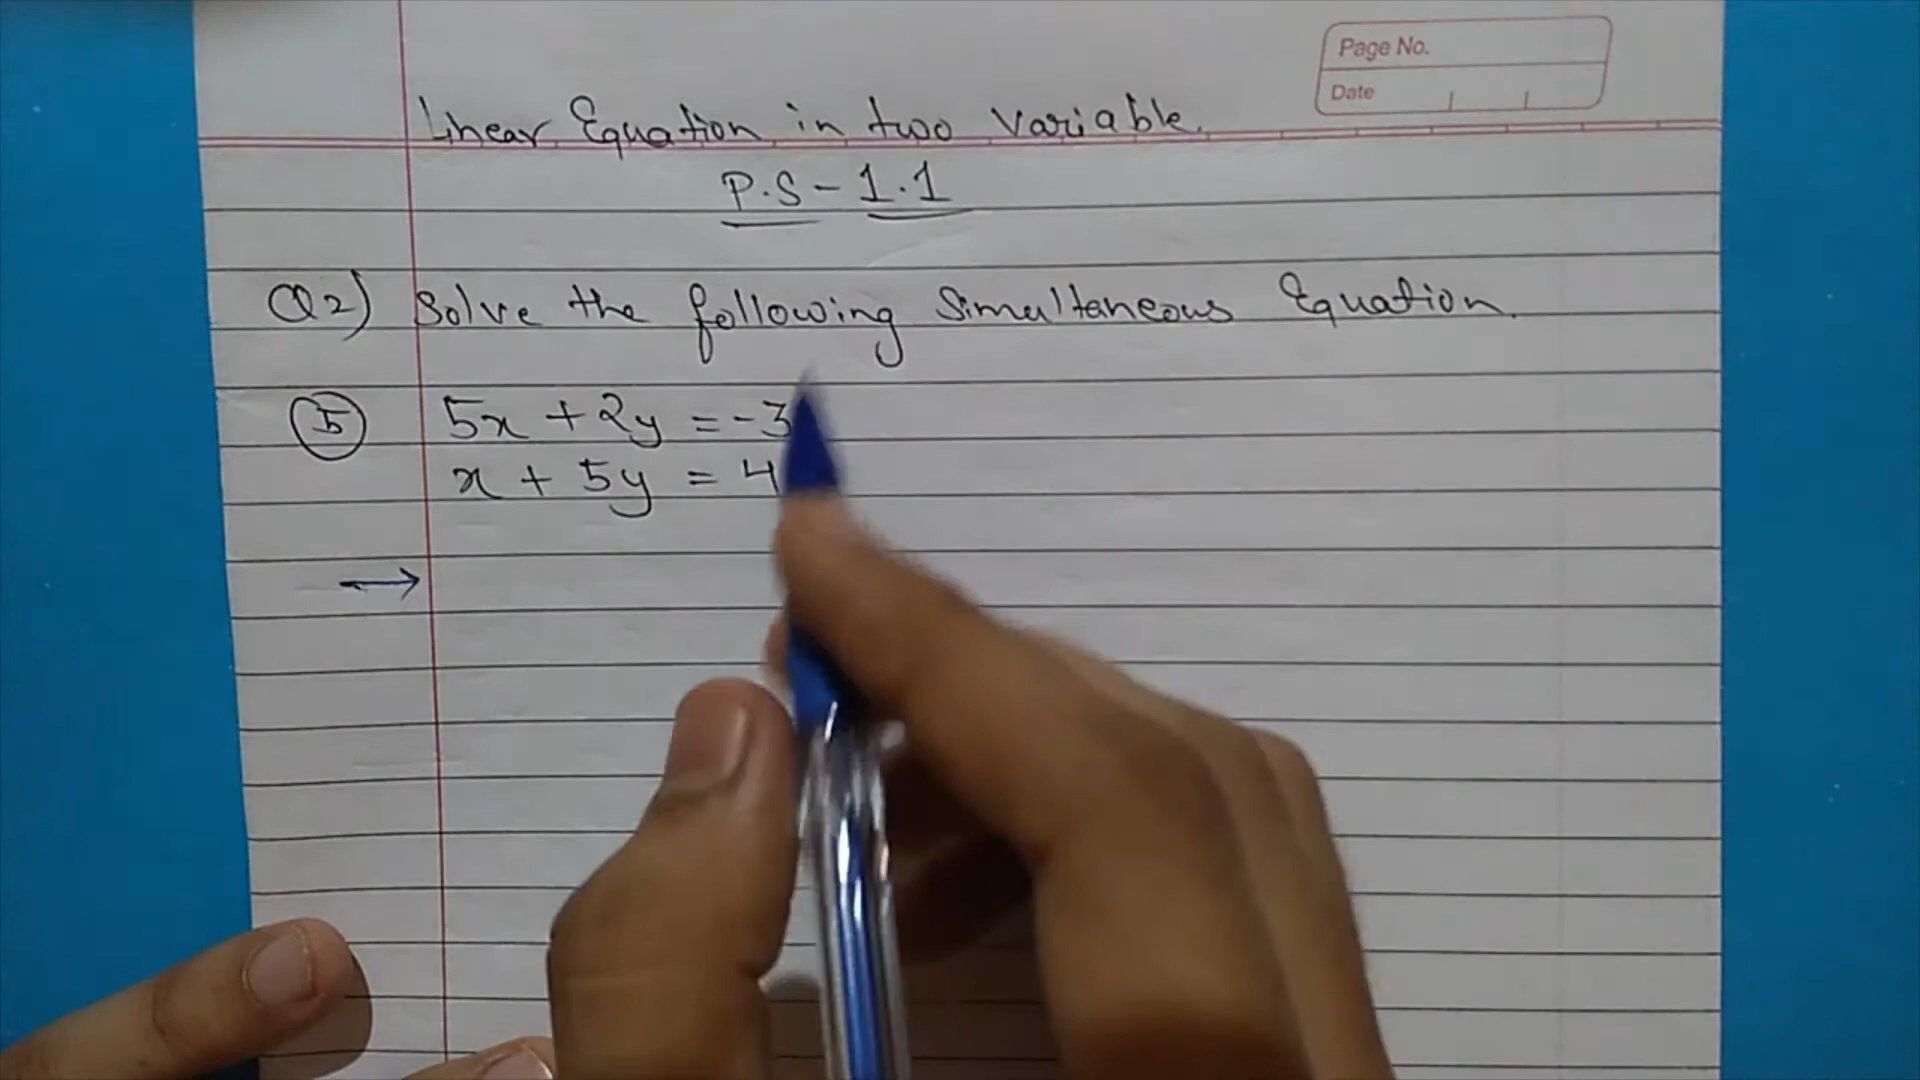 Page No.
Date
Linear Equation in two variable.
P.S - 1.1
Q2) Solve the following Simultaneous Equation.
5 5x + 2y = -3
x + 5y = 4
→